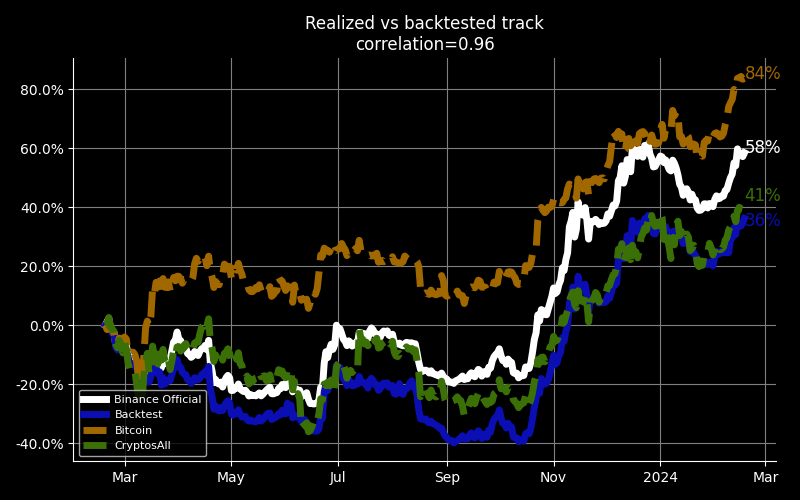 Realized vs backtested track
correlation=0.96
84%
80.0%
60.0%
58%
41%
40.0%
36%
20.0%
0.0%
-20.0%
-40.0%
Binance Official
Backtest
Bitcoin
CryptosAll
Mar May Jul Sep Nov 2024 Mar